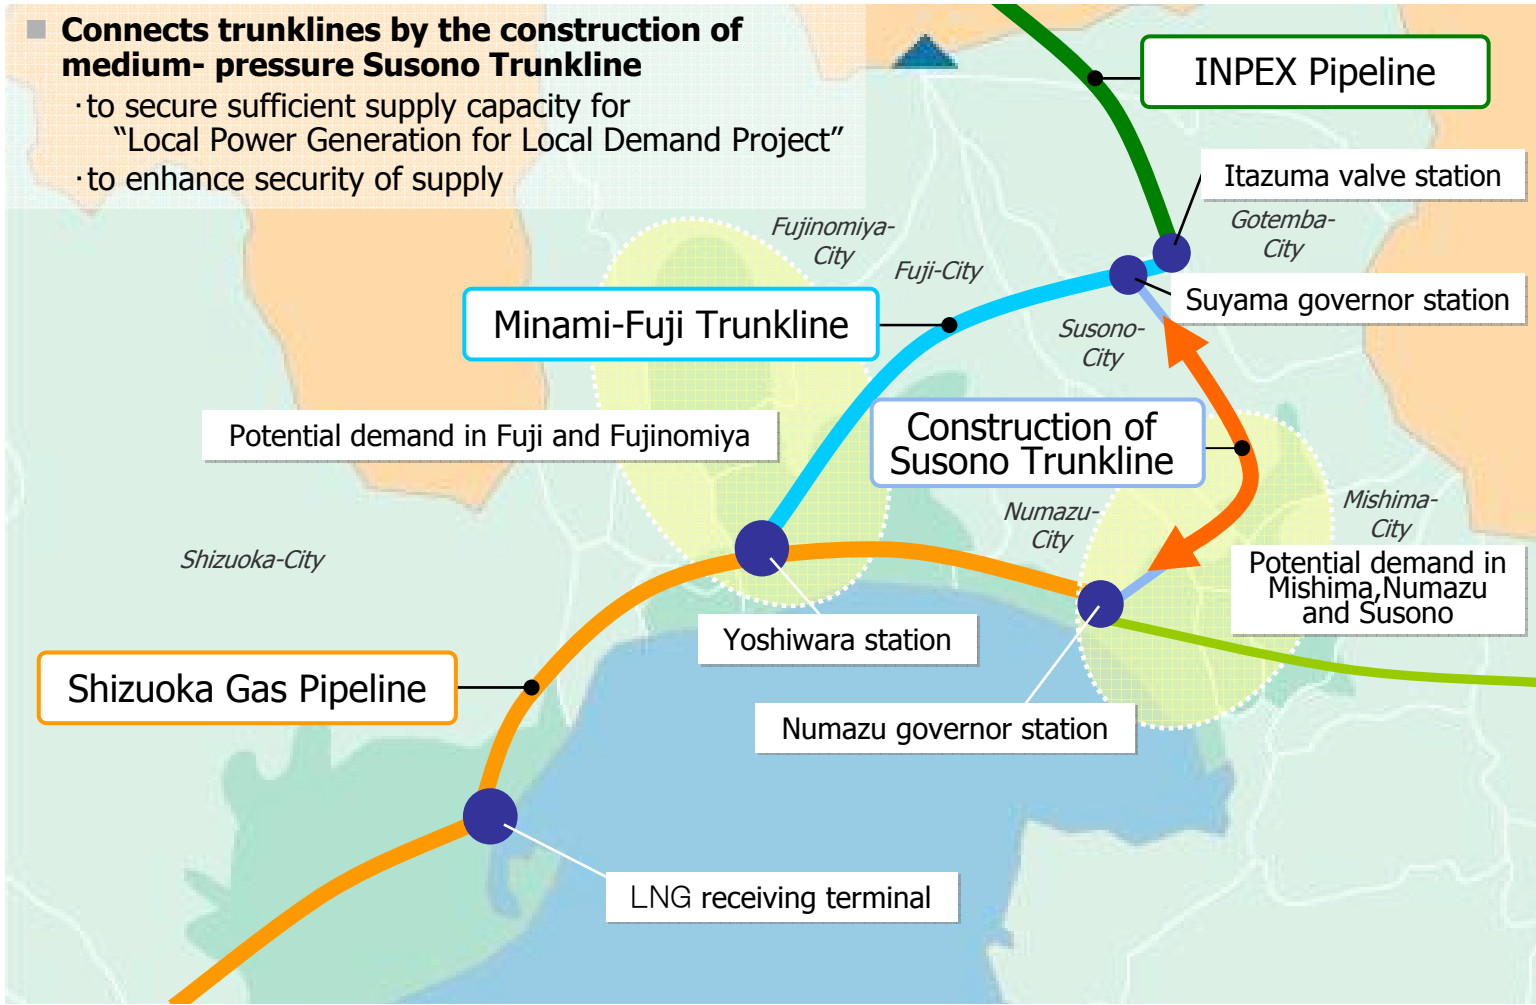 Connects trunklines by the construction of
medium- pressure Susono Trunkline
·to secure sufficient supply capacity for
“Local Power Generation for Local Demand Project”
·to enhance security of supply
INPEX Pipeline
Itazuma valve station
Gotemba-
City
Fujinomiya-
City
Fuji-City
Suyama governor station
Minami-Fuji Trunkline
Susono-
City
Potential demand in Fuji and Fujinomiya
Construction of
Susono Trunkline
Numazu-
City
Mishima-
City
Shizuoka-City
Potential demand in
Mishima,Numazu
and Susono
Yoshiwara station
Shizuoka Gas Pipeline
Numazu governor station
LNG receiving terminal